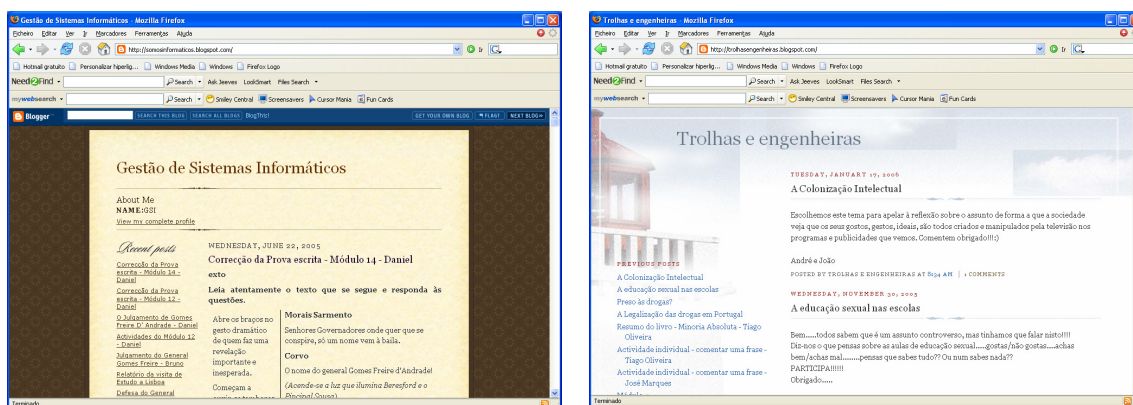 Gestão de Sistemas Informáticos - Mozilla Firefox
Ficheiro Editar Ver Ir Marcadores Ferramentas Ajuda
http://somosinformaticos.blogspot.com/ Ir
Hotmail gratuito Personalizar hiperlig... Windows Media Windows Firefox Logo
Need2Find Search Ask Jeeves LookSmart Files Search
mywebsearch Search Smiley Central Screensavers Cursor Mania Fun Cards
Blogger SEARCH THIS BLOG SEARCH ALL BLOGS BlogThis! GET YOUR OWN BLOG FLAG? NEXT BLOG»
Gestão de Sistemas Informáticos
About Me
NAME:GSI
View my complete profile
Recent posts
Correcção da Prova
escrita - Módulo 14 -
Daniel
Correcção da Prova
escrita - Módulo 12 -
Daniel
O Julgamento de Gomes
Freire D' Andrade - Daniel
Actividades do Módulo 12
- Daniel
Julgamento do General
Gomes Freire - Bruno
Relatório da visita de
Estudo a Lisboa
Defesa do General
WEDNESDAY, JUNE 22, 2005
Correcção da Prova escrita - Módulo 14 - Daniel
exto
Leia atentamente o texto que se segue e responda às
questões.
Abre os braços no
gesto dramático
de quem faz uma
revelação
importante e
inesperada.
Começam a
Morais Sarmento
Senhores Governadores onde quer que se
conspire, só um nome vem à baila.
Corvo
O nome do general Gomes Freire d'Andrade!
(Acende-se a luz que ilumina Beresford e o
Principal Sousa)
Terminado
Trolhas e engenheiras - Mozilla Firefox
Ficheiro Editar Ver Ir Marcadores Ferramentas Ajuda
http://trolhasengenheiras.blogspot.com/ Ir
Hotmail gratuito Personalizar hiperlig... Windows Media Windows Firefox Logo
Need2Find Search Ask Jeeves LookSmart Files Search
mywebsearch Search Smiley Central Screensavers Cursor Mania Fun Cards
Trolhas e engenheiras
TUESDAY, JANUARY 17, 2006
A Colonização Intelectual
Escolhemos este tema para apelar à reflexão sobre o assunto de forma a que a sociedade
veja que os seus gostos, gestos, ideais, são todos criados e manipulados pela televisão nos
programas e publicidades que vemos. Comentem obrigado!!!:)
André e João
POSTED BY TROLHAS E ENGENHEIRAS AT 8:34 AM | 1 COMMENTS
WEDNESDAY, NOVEMBER 30, 2005
A educação sexual nas escolas
Bem.....todos sabem que é um assunto controverso, mas tinhamos que falar nisto!!!!
Diz-nos o que pensas sobre as aulas de educação sexual.....gostas/não gostas....achas
bem/achas mal........pensas que sabes tudo?? Ou num sabes nada??
PARTICIPA!!!!!!
Obrigado.....
PREVIOUS POSTS
A Colonização Intelectual
A educação sexual nas escolas
Preso às drogas?
A Legalização das drogas em Portugal
Resumo do livro - Minoria Absoluta - Tiago
Oliveira
Actividade individual - comentar uma frase -
Tiago Oliveira
Actividade individual - comentar uma frase -
José Marques
Terminado